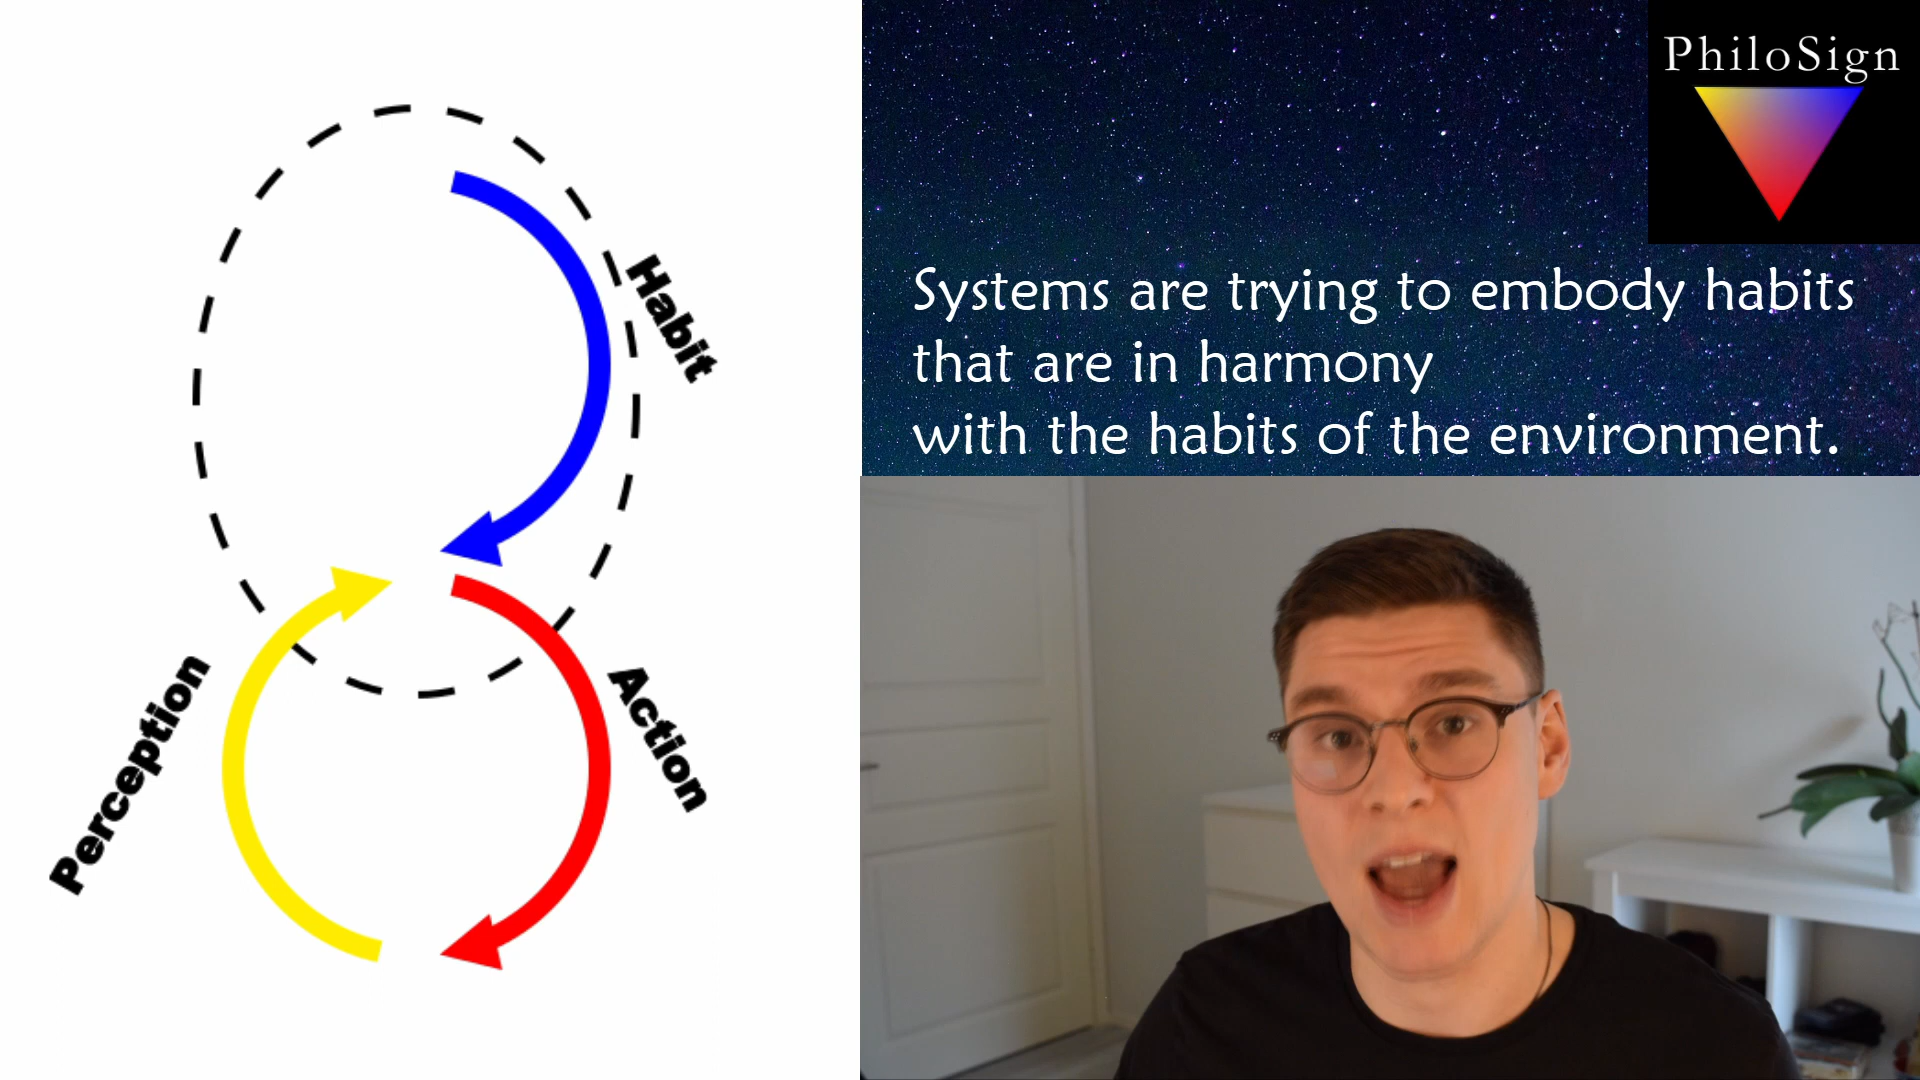 Habit
Perception
Action
PhiloSign
Systems are trying to embody habits
that are in harmony
with the habits of the environment.